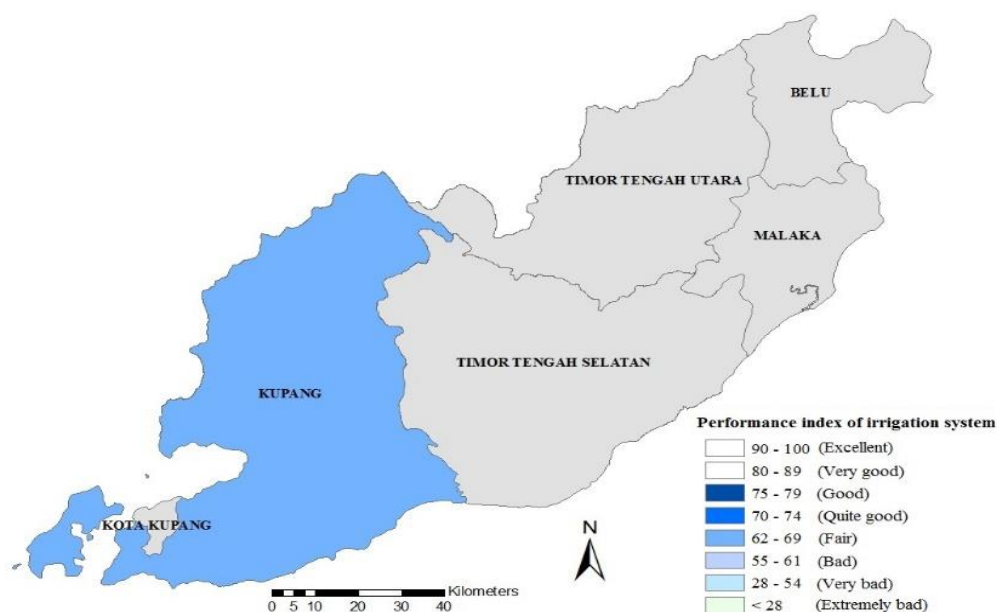 BELU
TIMOR TENGAH UTARA
MALAKA
TIMOR TENGAH SELATAN
KUPANG
KOTA KUPANG
Performance index of irrigation system
90 - 100 (Excellent)
80 - 89 (Very good)
75 - 79 (Good)
70 - 74 (Quite good)
62 - 69 (Fair)
55 - 61 (Bad)
28 - 54 (Very bad)
< 28 (Extremely bad)
N
Kilometers
0 5 10 20 30 40